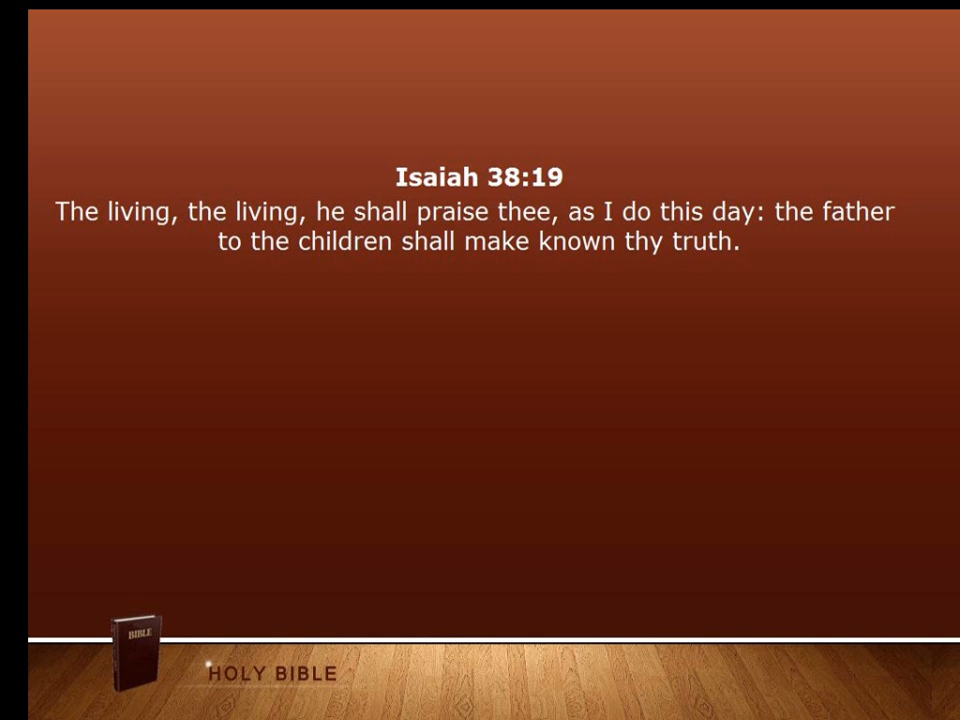 Isaiah 38:19
The living, the living, he shall praise thee, as I do this day: the father
to the children shall make known thy truth.
BIBLE
HOLY BIBLE